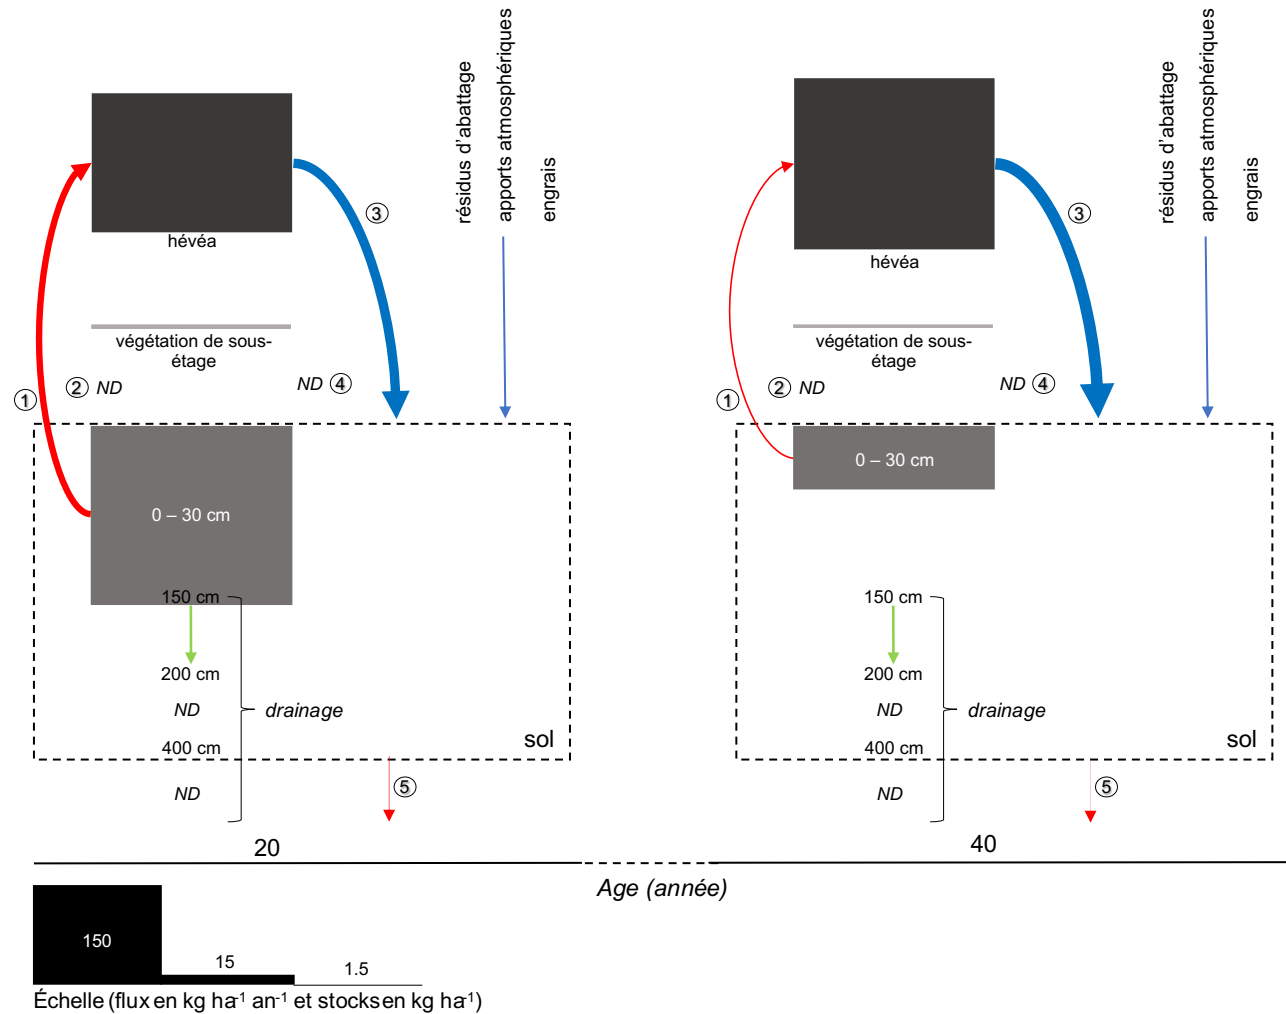 résidus d’abattage
apports atmosphériques
engrais
③
hévéa
végétation de sous-
étage
① ② ND
ND ④
0 – 30 cm
150 cm
200 cm
ND
drainage
400 cm
sol
ND
⑤
20
résidus d’abattage
apports atmosphériques
engrais
③
hévéa
végétation de sous-
étage
① ② ND
ND ④
0 – 30 cm
150 cm
200 cm
ND
drainage
400 cm
sol
ND
⑤
40
Age (année)
150
15
1.5
Échelle (flux en kg ha-1 an-1 et stocks en kg ha-1)